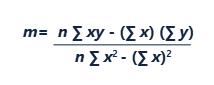 m= n ∑ xy - (∑ x) (∑ y)
n ∑ x² - (∑ x)²